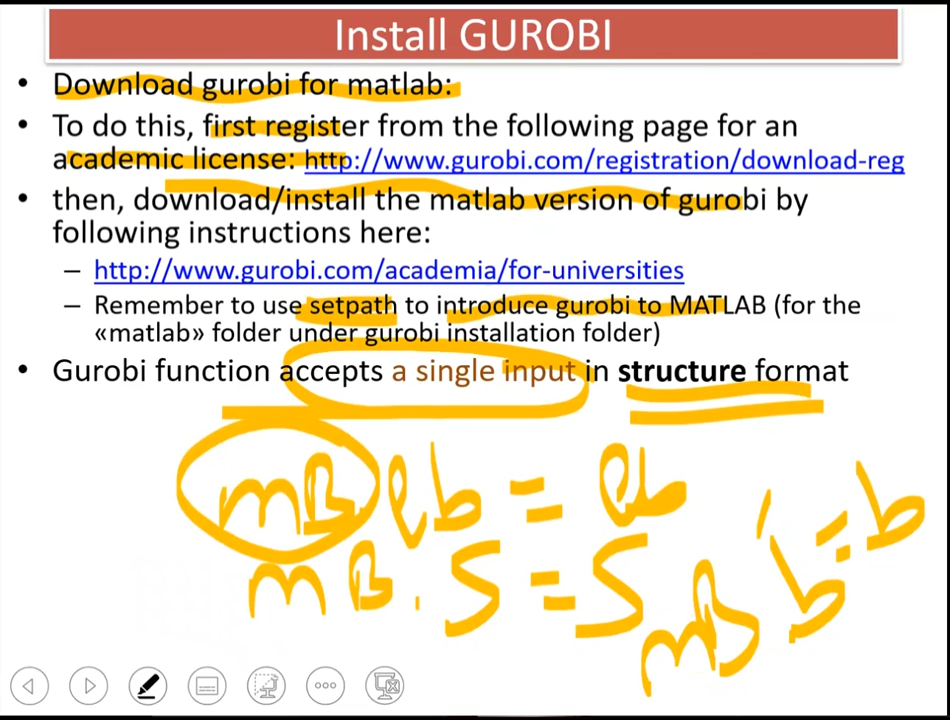 Install GUROBI
• Download gurobi for matlab:
• To do this, first register from the following page for an
academic license: http://www.gurobi.com/registration/download-reg
• then, download/install the matlab version of gurobi by
following instructions here:
– http://www.gurobi.com/academia/for-universities
– Remember to use setpath to introduce gurobi to MATLAB (for the
«matlab» folder under gurobi installation folder)
• Gurobi function accepts a single input in structure format
mB lb = lb
mB. S = S
mB b = b